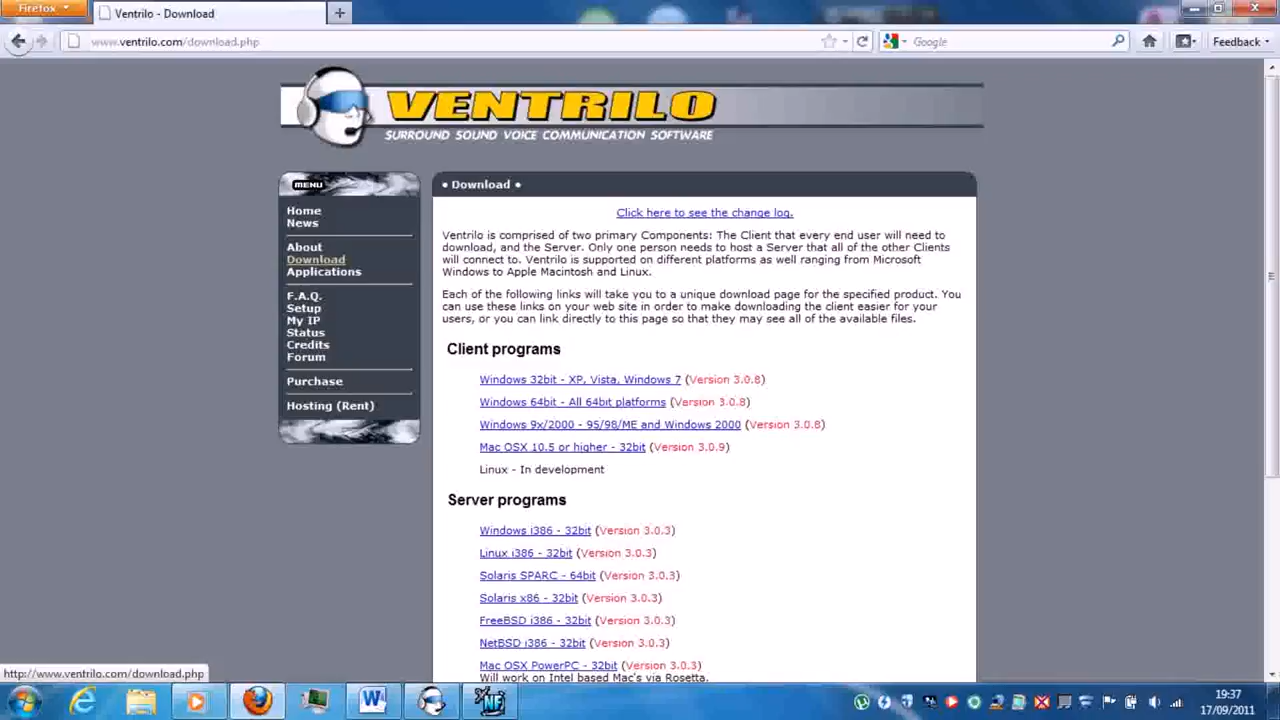 Firefox
Ventrilo - Download
www.ventrilo.com/download.php
Google
Feedback
VENTRILO
SURROUND SOUND VOICE COMMUNICATION SOFTWARE
MENU
Home
News
About
Download
Applications
F.A.Q.
Setup
My IP
Status
Credits
Forum
Purchase
Hosting (Rent)
• Download •
Click here to see the change log.
Ventrilo is comprised of two primary Components: The Client that every end user will need to
download, and the Server. Only one person needs to host a Server that all of the other Clients
will connect to. Ventrilo is supported on different platforms as well ranging from Microsoft
Windows to Apple Macintosh and Linux.
Each of the following links will take you to a unique download page for the specified product. You
can use these links on your web site in order to make downloading the client easier for your
users, or you can link directly to this page so that they may see all of the available files.
Client programs
Windows 32bit - XP, Vista, Windows 7 (Version 3.0.8)
Windows 64bit - All 64bit platforms (Version 3.0.8)
Windows 9x/2000 - 95/98/ME and Windows 2000 (Version 3.0.8)
Mac OSX 10.5 or higher - 32bit (Version 3.0.9)
Linux - In development
Server programs
Windows i386 - 32bit (Version 3.0.3)
Linux i386 - 32bit (Version 3.0.3)
Solaris SPARC - 64bit (Version 3.0.3)
Solaris x86 - 32bit (Version 3.0.3)
FreeBSD i386 - 32bit (Version 3.0.3)
NetBSD i386 - 32bit (Version 3.0.3)
Mac OSX PowerPC - 32bit (Version 3.0.3)
Will work on Intel based Mac's via Rosetta.
http://www.ventrilo.com/download.php
W
NF
19:37
17/09/2011